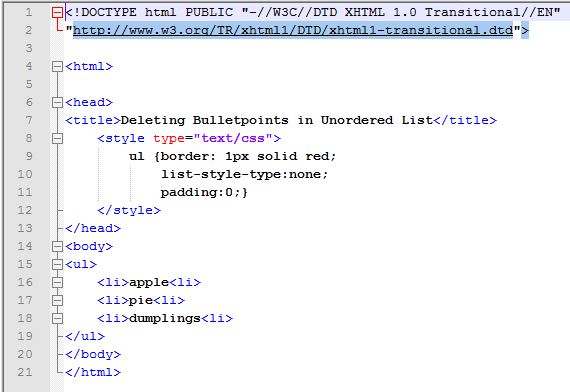 1 <!DOCTYPE html PUBLIC "-//W3C//DTD XHTML 1.0 Transitional//EN"
2 "http://www.w3.org/TR/xhtml1/DTD/xhtml1-transitional.dtd">
3
4 <html>
5
6 <head>
7 <title>Deleting Bulletpoints in Unordered List</title>
8 <style type="text/css">
9 ul {border: 1px solid red;
10 list-style-type:none;
11 padding:0;}
12 </style>
13 </head>
14 <body>
15 <ul>
16 <li>apple<li>
17 <li>pie<li>
18 <li>dumplings<li>
19 </ul>
20 </body>
21 </html>